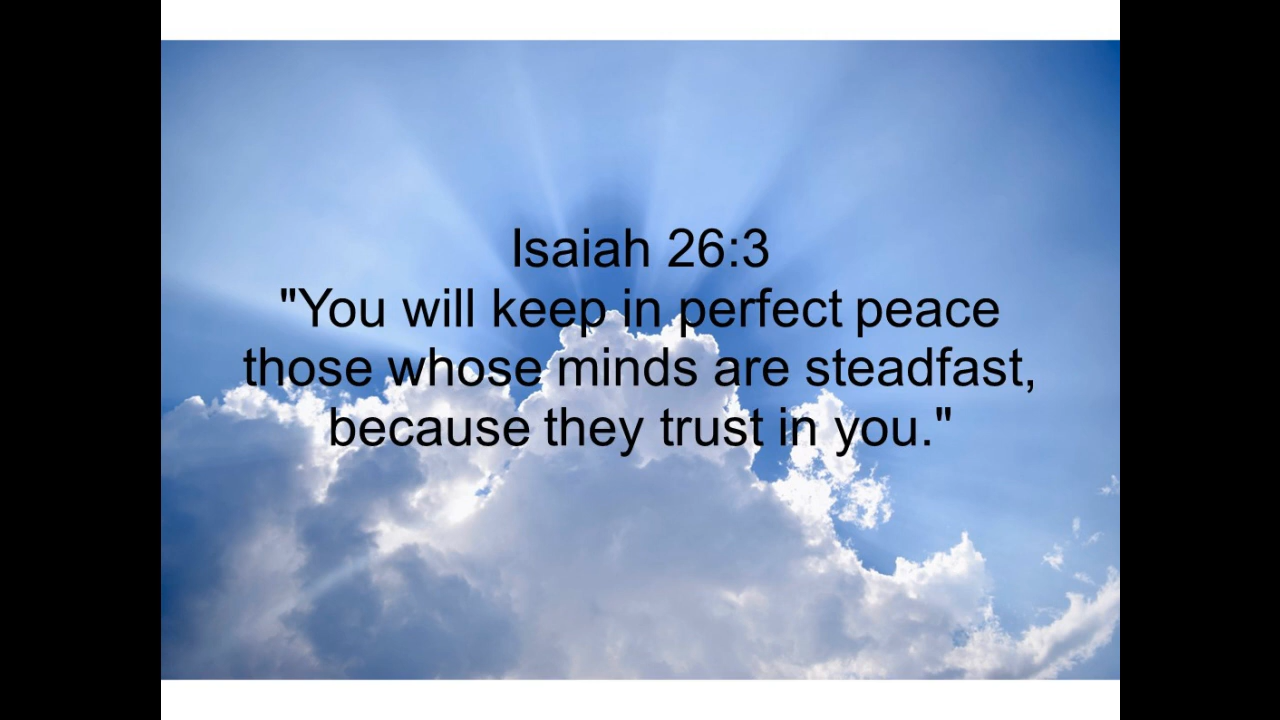 Isaiah 26:3
"You will keep in perfect peace
those whose minds are steadfast,
because they trust in you."